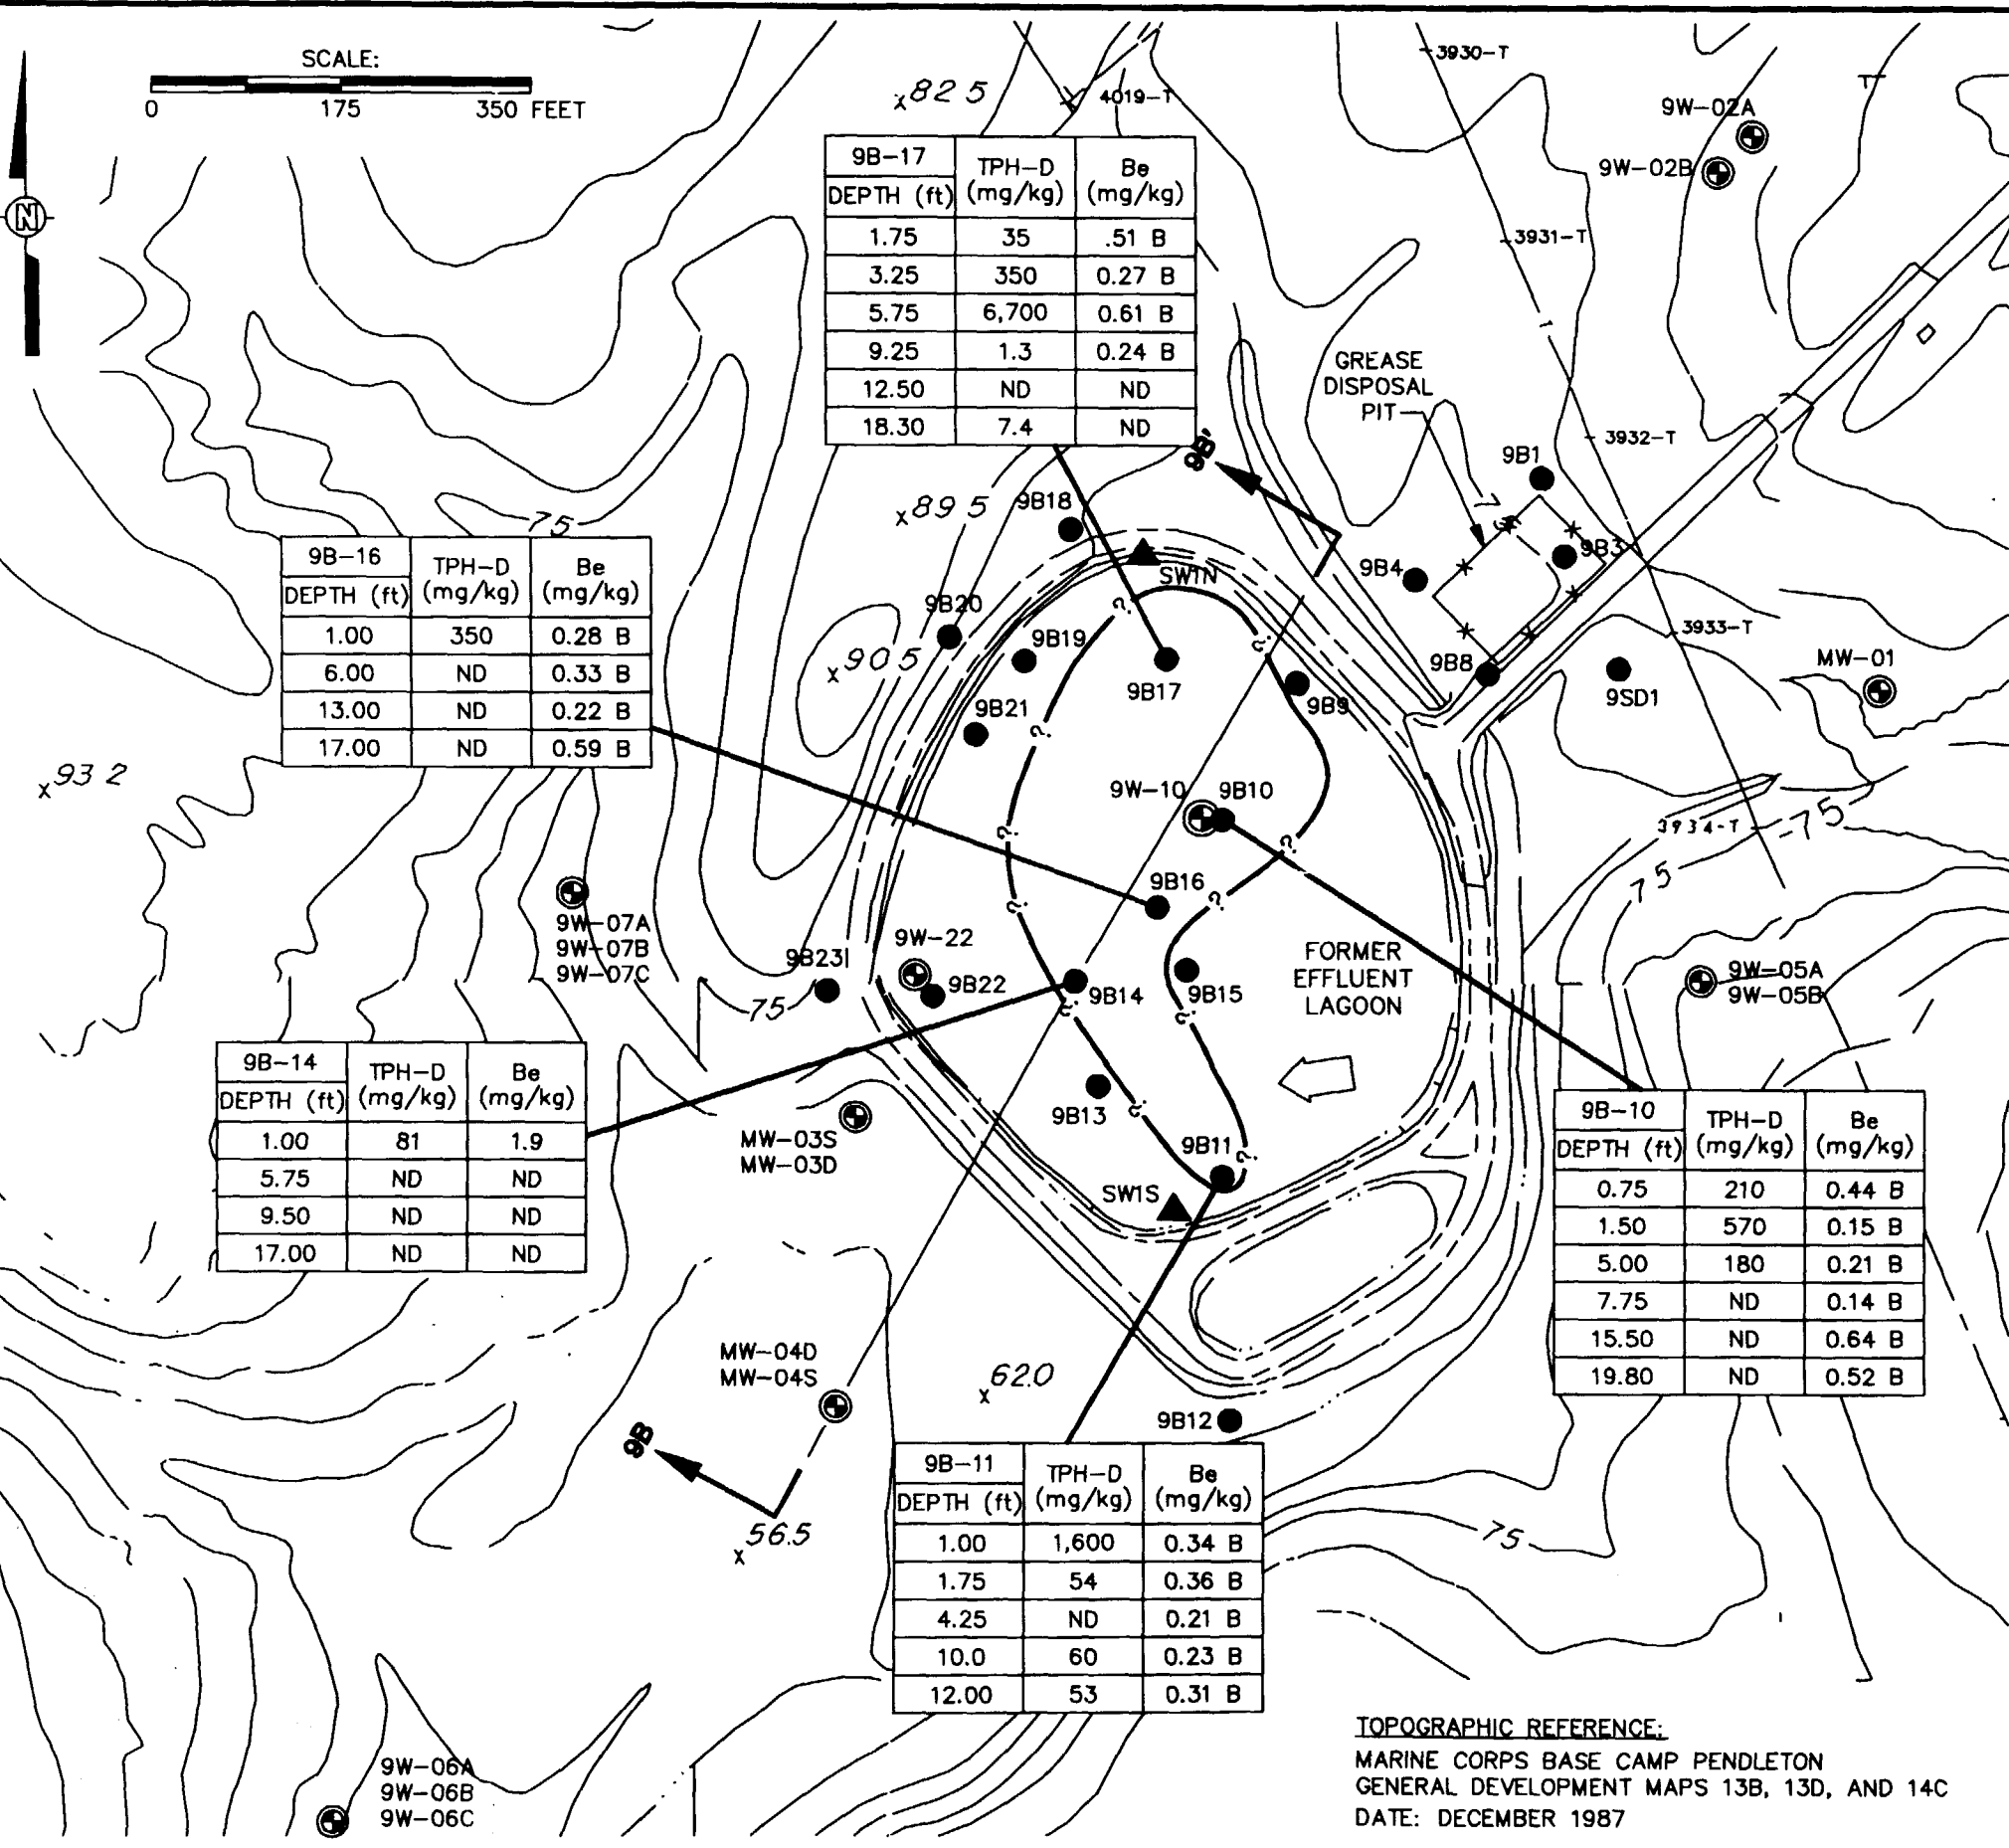 SCALE:
0 175 350 FEET
N
x82 5
4019-T
3930-T
9W-02A
9W-02B
3931-T
9B-17 TPH-D (mg/kg) Be (mg/kg)
DEPTH (ft)
1.75 35 .51 B
3.25 350 0.27 B
5.75 6,700 0.61 B
9.25 1.3 0.24 B
12.50 ND ND
18.30 7.4 ND
GREASE
DISPOSAL
PIT
3932-T
9B'
9B1
x89 5
9B18
75
9B3
9B4
SW1N
9B-16 TPH-D (mg/kg) Be (mg/kg)
DEPTH (ft)
1.00 350 0.28 B
6.00 ND 0.33 B
13.00 ND 0.22 B
17.00 ND 0.59 B
9B20
9B19
x90 5
9B17
9B8
9B9
3933-T
9SD1
MW-01
9B21
x93 2
9W-10
9B10
3934-T
-75
75
9B16
9W-07A
9W-07B
9W-07C
9W-22
9B23
9B22
75
9B14
9B15
FORMER
EFFLUENT
LAGOON
9W-05A
9W-05B
9B-14 TPH-D (mg/kg) Be (mg/kg)
DEPTH (ft)
1.00 81 1.9
5.75 ND ND
9.50 ND ND
17.00 ND ND
9B13
MW-03S
MW-03D
9B11
SW1S
9B-10 TPH-D (mg/kg) Be (mg/kg)
DEPTH (ft)
0.75 210 0.44 B
1.50 570 0.15 B
5.00 180 0.21 B
7.75 ND 0.14 B
15.50 ND 0.64 B
19.80 ND 0.52 B
MW-04D
MW-04S
x62.0
9B12
9B
x56.5
9B-11 TPH-D (mg/kg) Be (mg/kg)
DEPTH (ft)
1.00 1,600 0.34 B
1.75 54 0.36 B
4.25 ND 0.21 B
10.0 60 0.23 B
12.00 53 0.31 B
75
9W-06A
9W-06B
9W-06C
TOPOGRAPHIC REFERENCE:
MARINE CORPS BASE CAMP PENDLETON
GENERAL DEVELOPMENT MAPS 13B, 13D, AND 14C
DATE: DECEMBER 1987